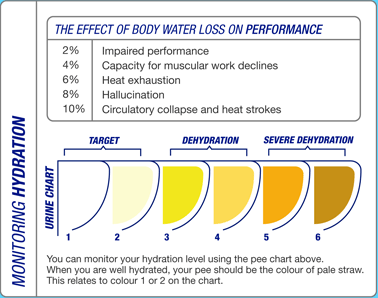 MONITORING HYDRATION
THE EFFECT OF BODY WATER LOSS ON PERFORMANCE
2% Impaired performance
4% Capacity for muscular work declines
6% Heat exhaustion
8% Hallucination
10% Circulatory collapse and heat strokes
URINE CHART
TARGET DEHYDRATION SEVERE DEHYDRATION
1 2 3 4 5 6
You can monitor your hydration level using the pee chart above.
When you are well hydrated, your pee should be the colour of pale straw.
This relates to colour 1 or 2 on the chart.